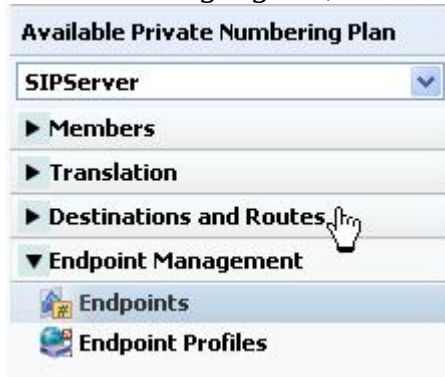 Available Private Numbering Plan
SIPServer
Members
Translation
Destinations and Routes
Endpoint Management
Endpoints
Endpoint Profiles